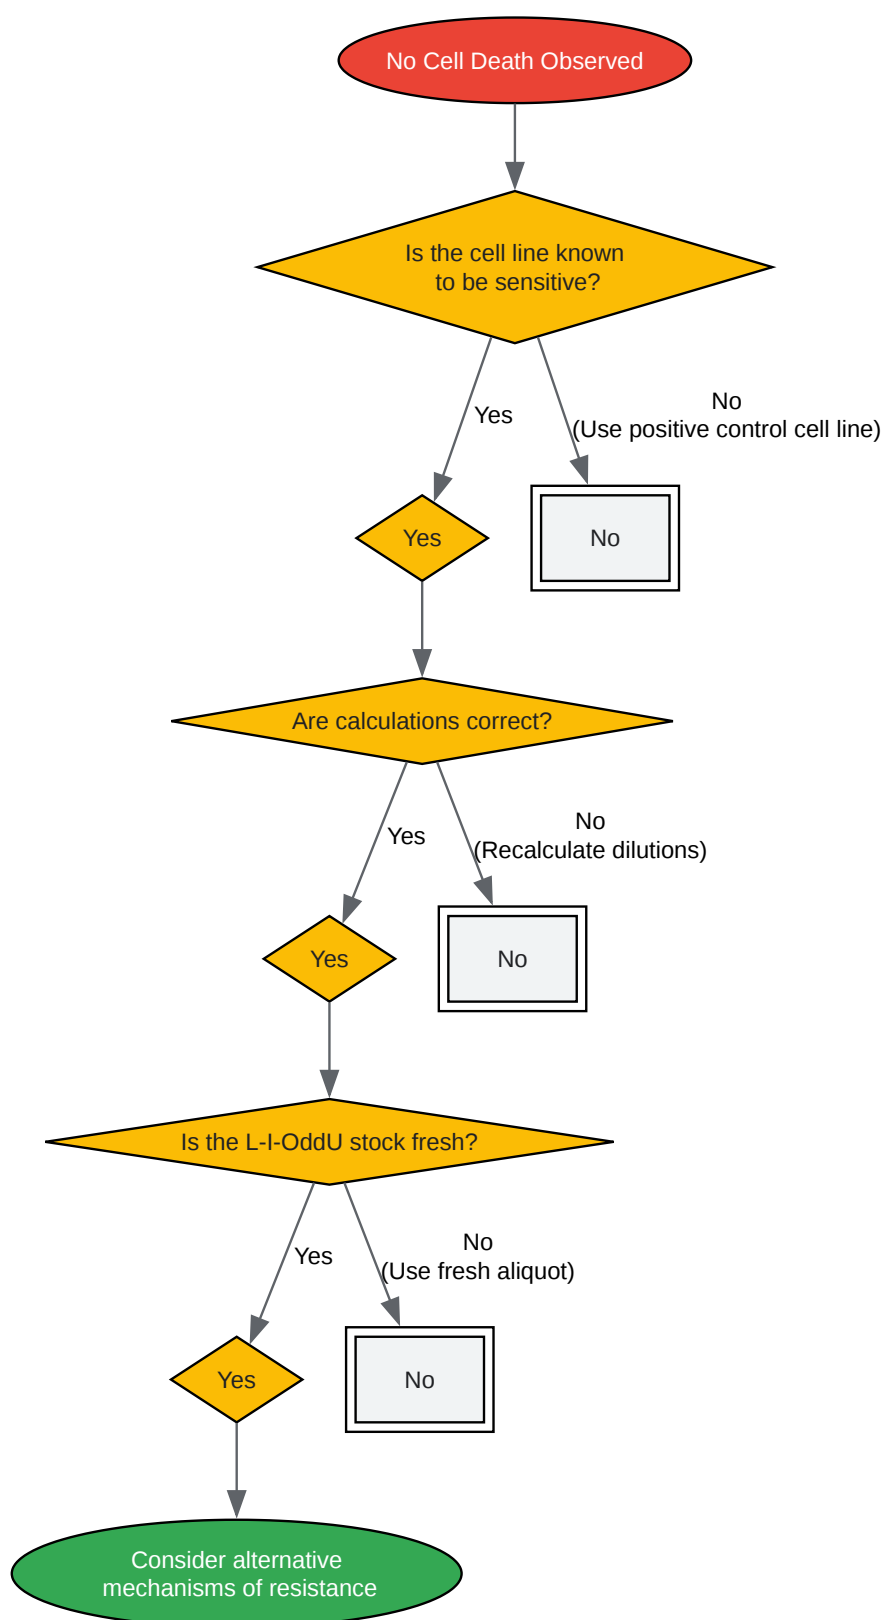 No Cell Death Observed
Is the cell line known
to be sensitive?
Yes
No
(Use positive control cell line)
Yes
No
Are calculations correct?
Yes
No
(Recalculate dilutions)
Yes
No
Is the L-I-OddU stock fresh?
Yes
No
(Use fresh aliquot)
Yes
No
Consider alternative
mechanisms of resistance